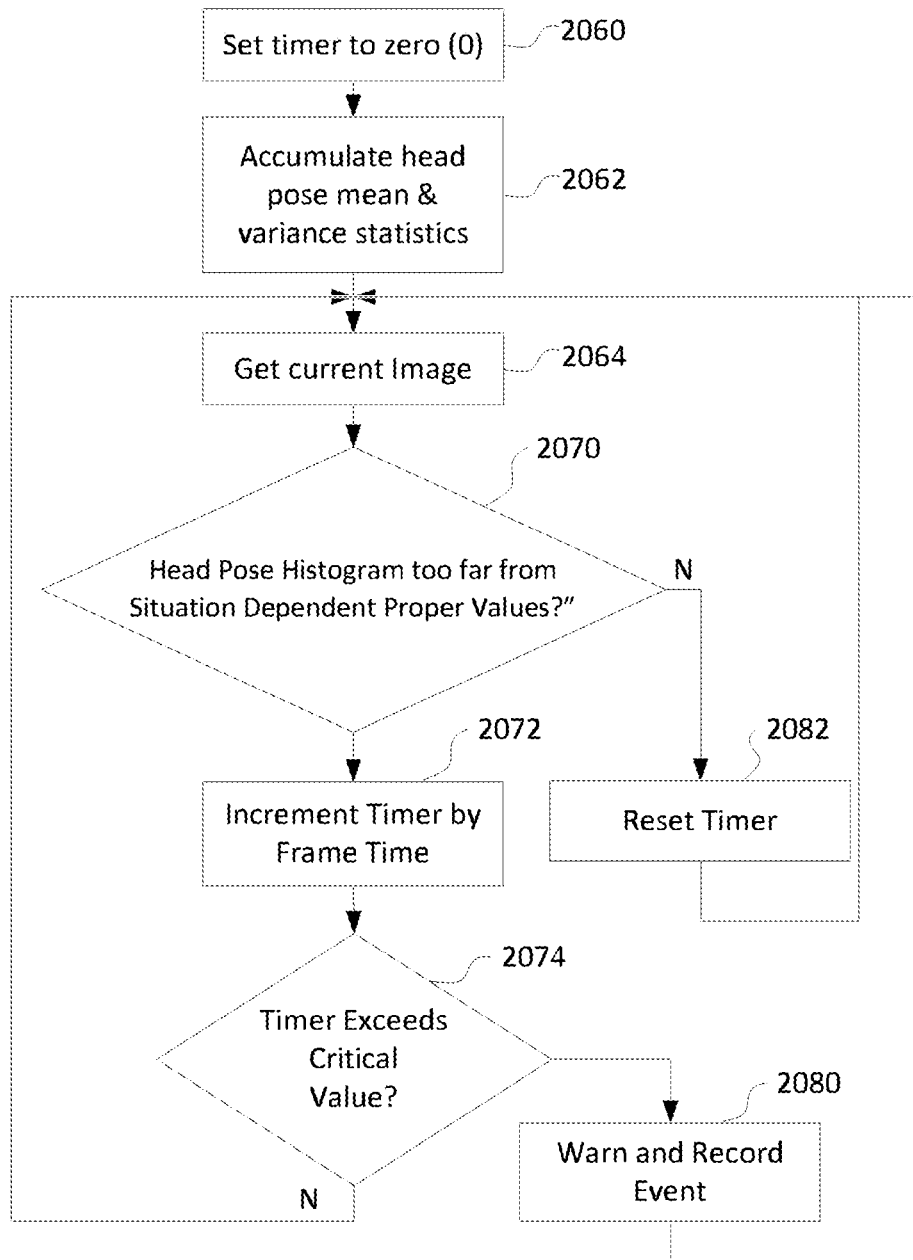 Set timer to zero (0)
2060
Accumulate head
pose mean &
variance statistics
2062
Get current Image
2064
2070
Head Pose Histogram too far from
Situation Dependent Proper Values?”
N
2072
Increment Timer by
Frame Time
2082
Reset Timer
2074
Timer Exceeds
Critical
Value?
N
2080
Warn and Record
Event